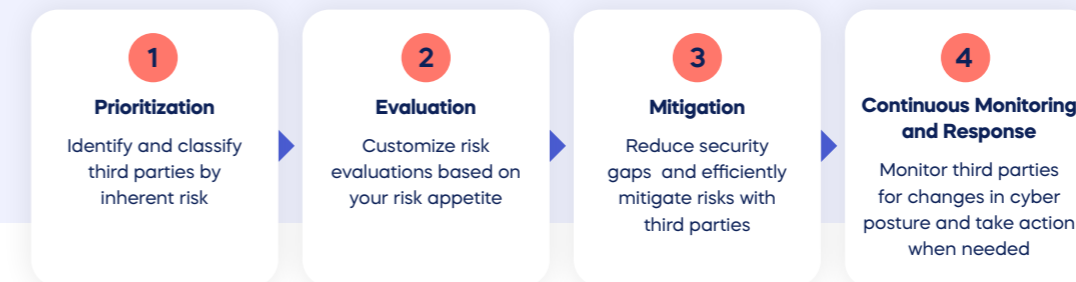 1
Prioritization
Identify and classify
third parties by
inherent risk
2
Evaluation
Customize risk
evaluations based on
your risk appetite
3
Mitigation
Reduce security
gaps  and efficiently
mitigate risks with
third parties
4
Continuous Monitoring
and Response
Monitor third parties
for changes in cyber
posture and take action
when needed